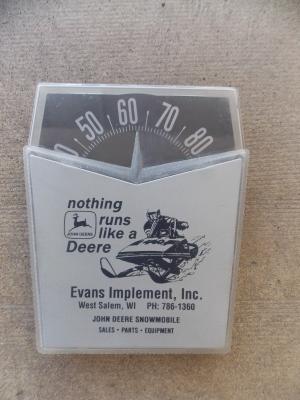 50 60 70 80
nothing
runs
JOHN DEERE
like a
Deere
Evans Implement, Inc.
West Salem, WI PH: 786-1360
JOHN DEERE SNOWMOBILE
SALES · PARTS · EQUIPMENT